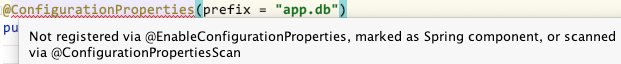 @ConfigurationProperties(prefix = "app.db")
pu
Not registered via @EnableConfigurationProperties, marked as Spring component, or scanned
via @ConfigurationPropertiesScan